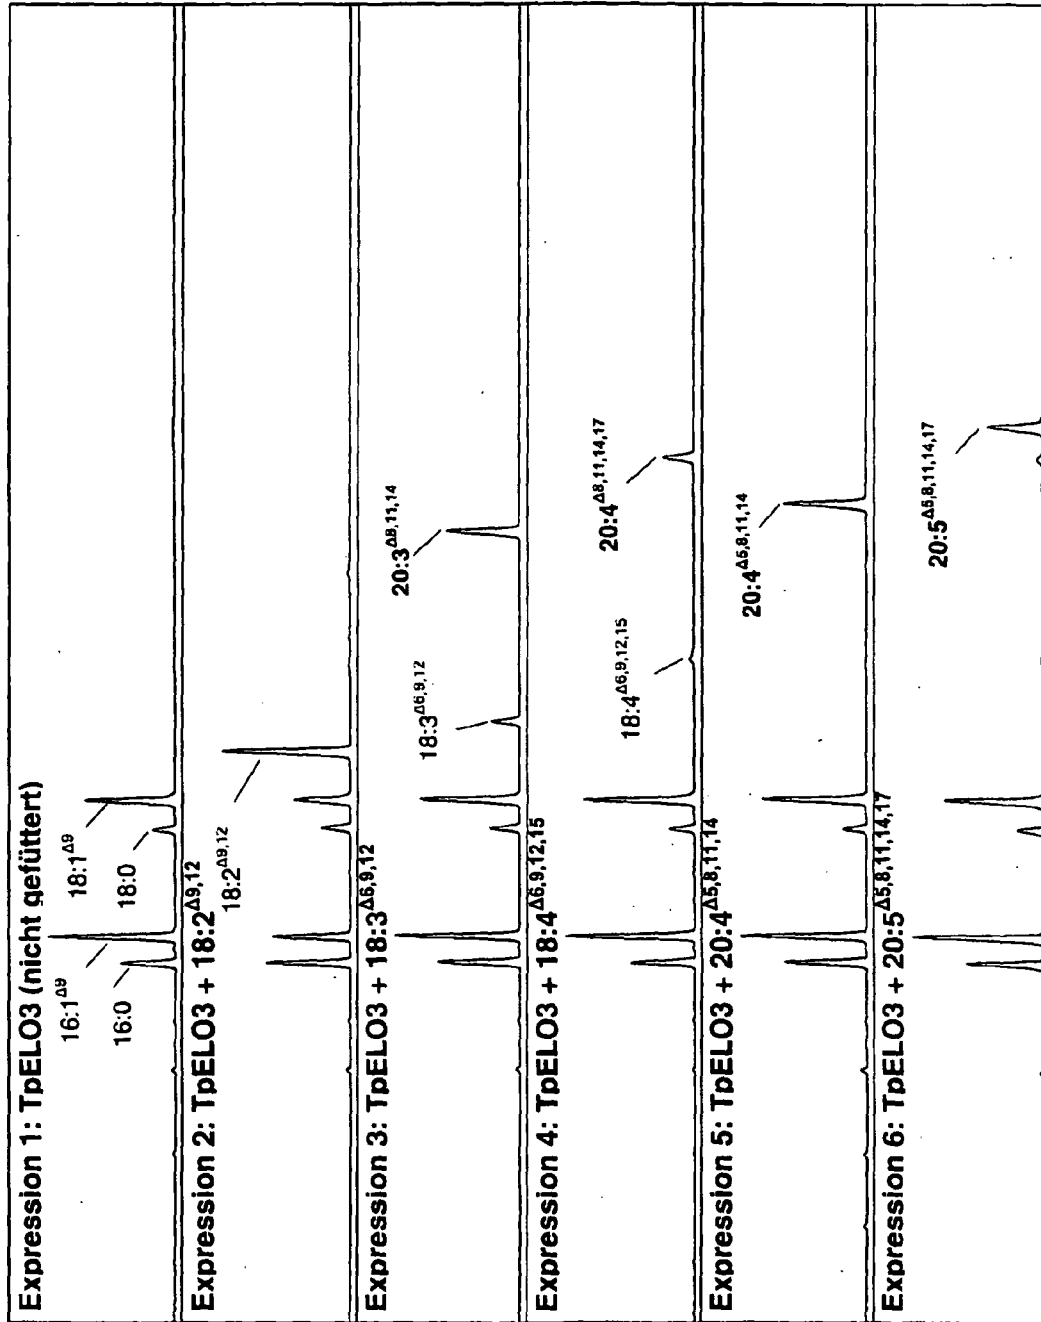 Expression 1: TpELO3 (nicht gefüttert)
16:1Δ9
16:0
18:1Δ9
18:0
Expression 2: TpELO3 + 18:2Δ9,12
18:2Δ9,12
Expression 3: TpELO3 + 18:3Δ6,9,12
18:3Δ6,9,12
20:3Δ8,11,14
Expression 4: TpELO3 + 18:4Δ6,9,12,15
18:4Δ6,9,12,15
20:4Δ8,11,14,17
Expression 5: TpELO3 + 20:4Δ5,8,11,14
20:4Δ5,8,11,14
Expression 6: TpELO3 + 20:5Δ5,8,11,14,17
20:5Δ5,8,11,14,17